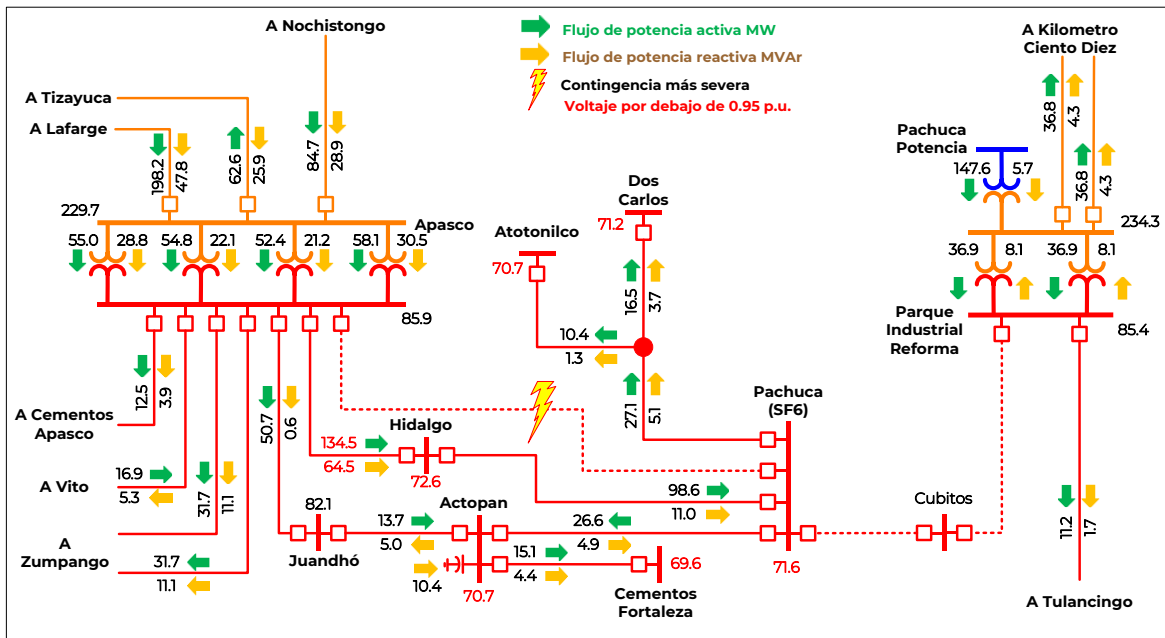 A Nochistongo
Flujo de potencia activa MW
Flujo de potencia reactiva MVAr
Contingencia más severa
Voltaje por debajo de 0.95 p.u.
A Kilometro
Ciento Diez
A Tizayuca
A Lafarge
198.2
47.8
62.6
25.9
84.7
28.9
36.8
4.3
36.8
4.3
Pachuca
Potencia
147.6
5.7
229.7
Apasco
234.3
55.0
28.8
54.8
22.1
52.4
21.2
58.1
30.5
36.9
8.1
36.9
8.1
85.9
Parque
Industrial
Reforma
85.4
Dos
Carlos
71.2
Atotonilco
70.7
16.5
3.7
10.4
1.3
27.1
5.1
Pachuca
(SF6)
12.5
3.9
A Cementos
Apasco
50.7
0.6
Hidalgo
134.5
64.5
72.6
16.9
A Vito
5.3
31.7
11.1
98.6
11.0
Cubitos
11.2
1.7
82.1
Juandhó
Actopan
13.7
5.0
26.6
4.9
A
Zumpango
31.7
11.1
10.4
70.7
15.1
4.4
69.6
Cementos
Fortaleza
71.6
A Tulancingo